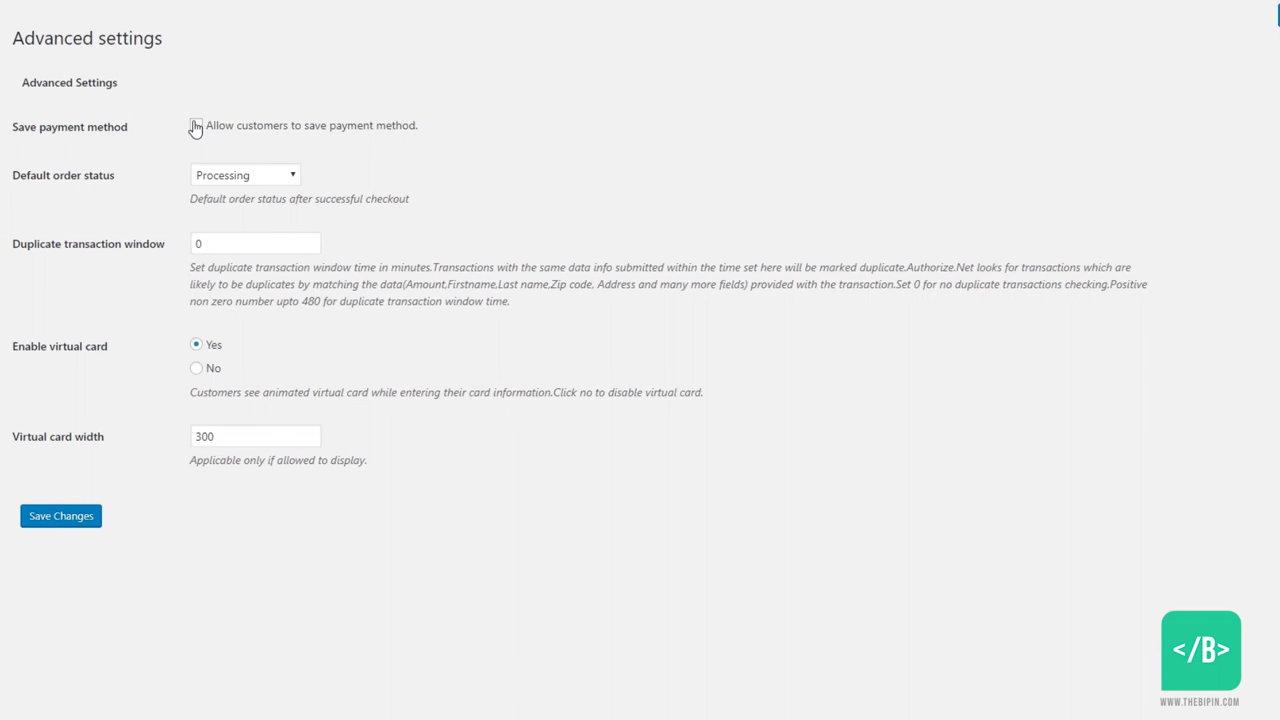 Advanced settings
Advanced Settings
Save payment method
Allow customers to save payment method.
Default order status
Processing
Default order status after successful checkout
Duplicate transaction window
0
Set duplicate transaction window time in minutes.Transactions with the same data info submitted within the time set here will be marked duplicate.Authorize.Net looks for transactions which are
likely to be duplicates by matching the data(Amount,Firstname,Last name,Zip code, Address and many more fields) provided with the transaction.Set 0 for no duplicate transactions checking.Positive
non zero number upto 480 for duplicate transaction window time.
Enable virtual card
Yes
No
Customers see animated virtual card while entering their card information.Click no to disable virtual card.
Virtual card width
300
Applicable only if allowed to display.
Save Changes
</B>
WWW.THEBIPIN.COM